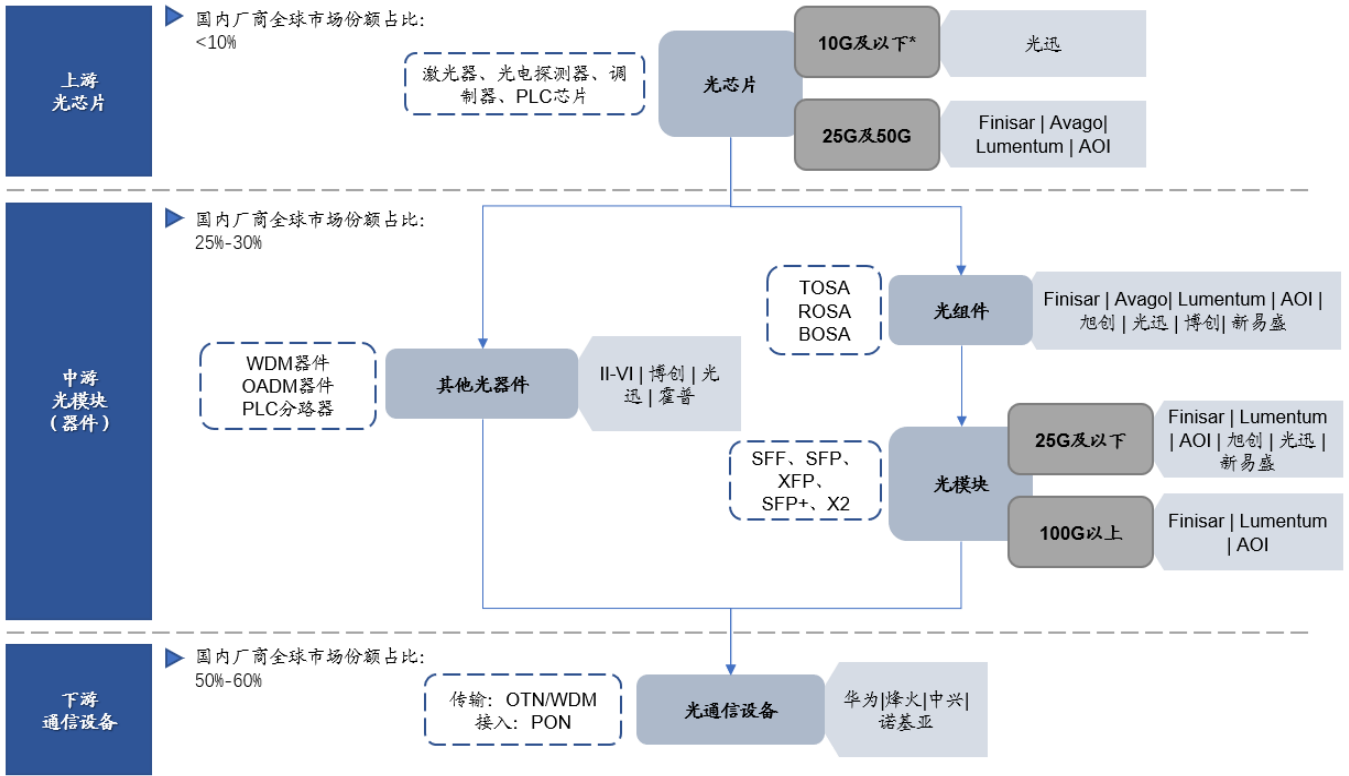 上游
光芯片
国内厂商全球市场份额占比：
<10%
激光器、光电探测器、调
制器、PLC芯片
光芯片
10G及以下*
光迅
25G及50G
Finisar | Avago|
Lumentum | AOI
中游
光模块
（器件）
国内厂商全球市场份额占比：
25%-30%
TOSA
ROSA
BOSA
光组件
Finisar | Avago| Lumentum | AOI |
旭创 | 光迅 | 博创| 新易盛
WDM器件
OADM器件
PLC分路器
其他光器件
II-VI | 博创 | 光
迅 | 霍普
SFF、SFP、
XFP、
SFP+、X2
光模块
25G及以下
Finisar | Lumentum
| AOI | 旭创 | 光迅 |
新易盛
100G以上
Finisar | Lumentum
| AOI
下游
通信设备
国内厂商全球市场份额占比：
50%-60%
传输：OTN/WDM
接入：PON
光通信设备
华为|烽火|中兴|
诺基亚